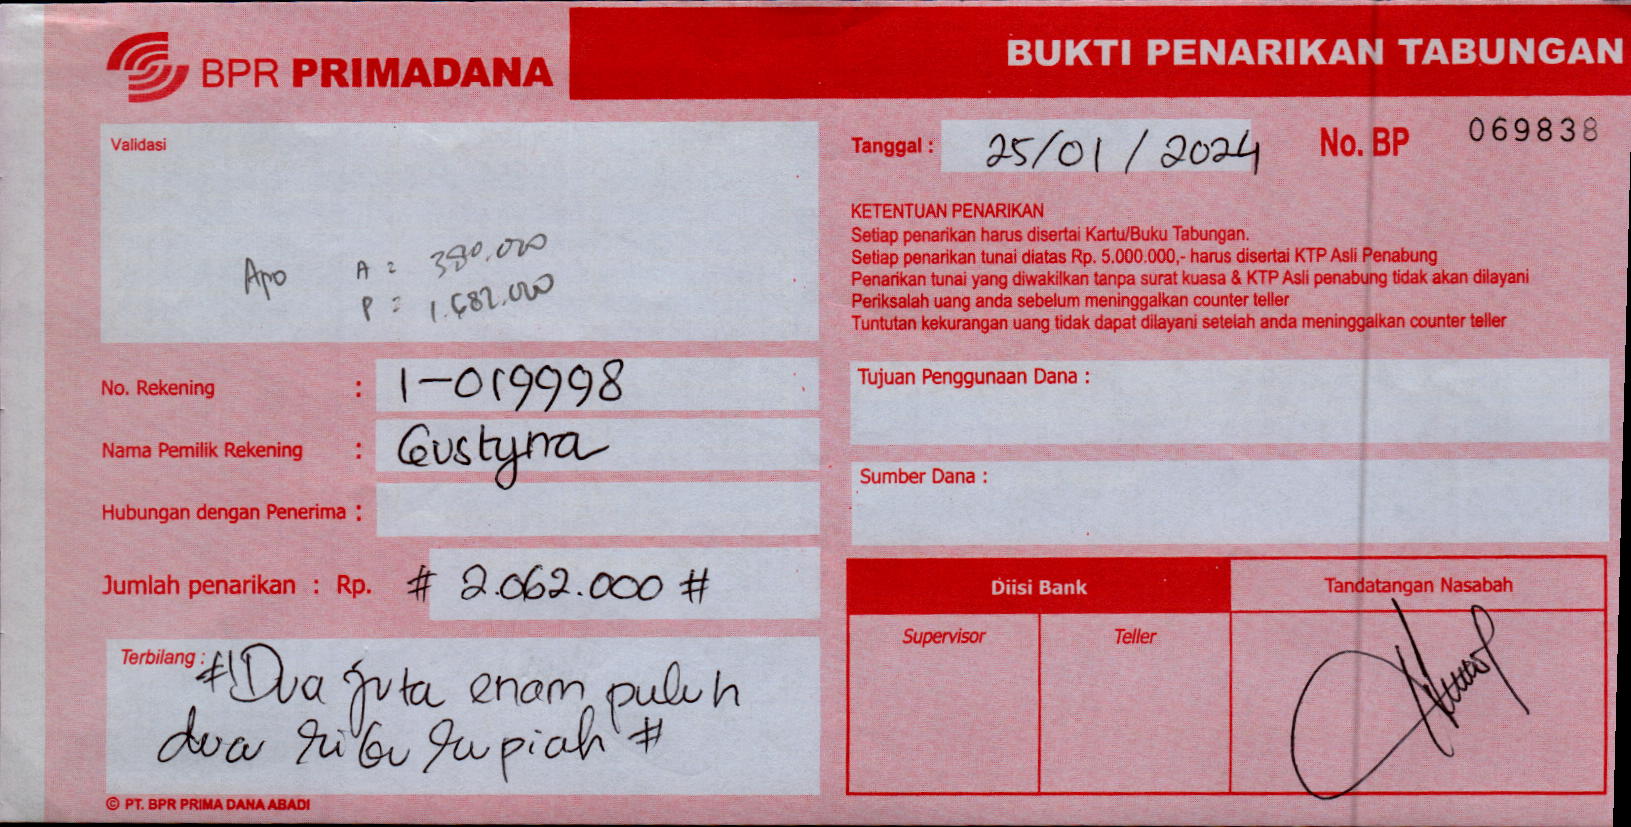 BPR PRIMADANA
BUKTI PENARIKAN TABUNGAN
Validasi
Apo A = 380.000
P = 1.682.000
Tanggal : 25/01/2024
No. BP 069838
KETENTUAN PENARIKAN
Setiap penarikan harus disertai Kartu/Buku Tabungan.
Setiap penarikan tunai diatas Rp. 5.000.000,- harus disertai KTP Asli Penabung
Penarikan tunai yang diwakilkan tanpa surat kuasa & KTP Asli penabung tidak akan dilayani
Periksalah uang anda sebelum meninggalkan counter teller
Tuntutan kekurangan uang tidak dapat dilayani setelah anda meninggalkan counter teller
No. Rekening : 1-019998
Nama Pemilik Rekening : Gustyna
Hubungan dengan Penerima :
Jumlah penarikan : Rp. # 2.062.000 #
Terbilang : # Dua juta enam puluh
dua ribu rupiah #
Tujuan Penggunaan Dana :
Sumber Dana :
Diisi Bank
Supervisor
Teller
Tandatangan Nasabah
© PT. BPR PRIMA DANA ABADI